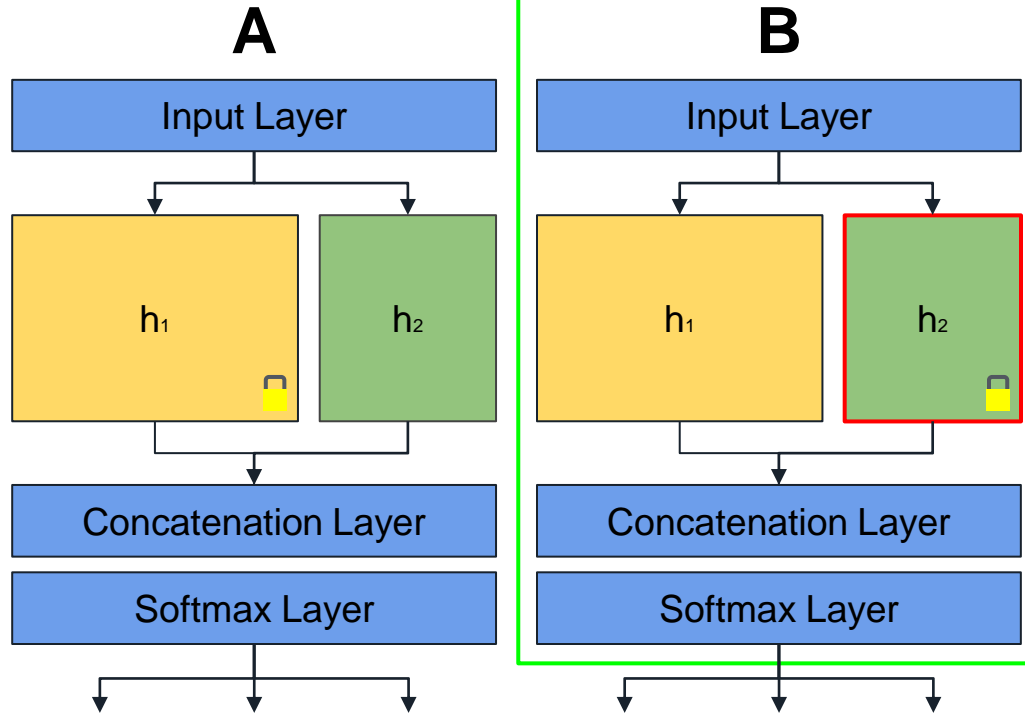 A
Input Layer
h1
h2
Concatenation Layer
Softmax Layer
B
Input Layer
h1
h2
Concatenation Layer
Softmax Layer